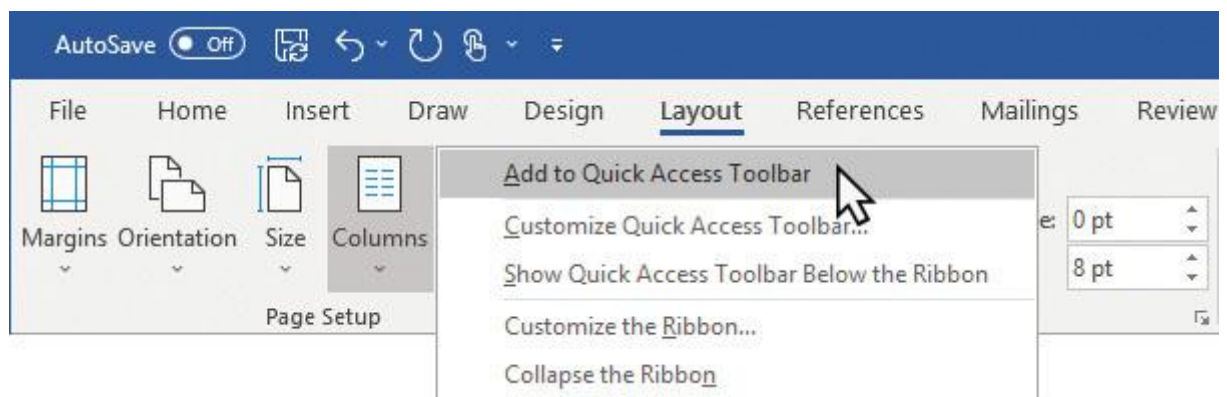 AutoSave Off
File Home Insert Draw Design Layout References Mailings Review
Margins Orientation Size Columns
Page Setup
Add to Quick Access Toolbar
Customize Quick Access Toolbar...
Show Quick Access Toolbar Below the Ribbon
Customize the Ribbon...
Collapse the Ribbon
e: 0 pt
8 pt